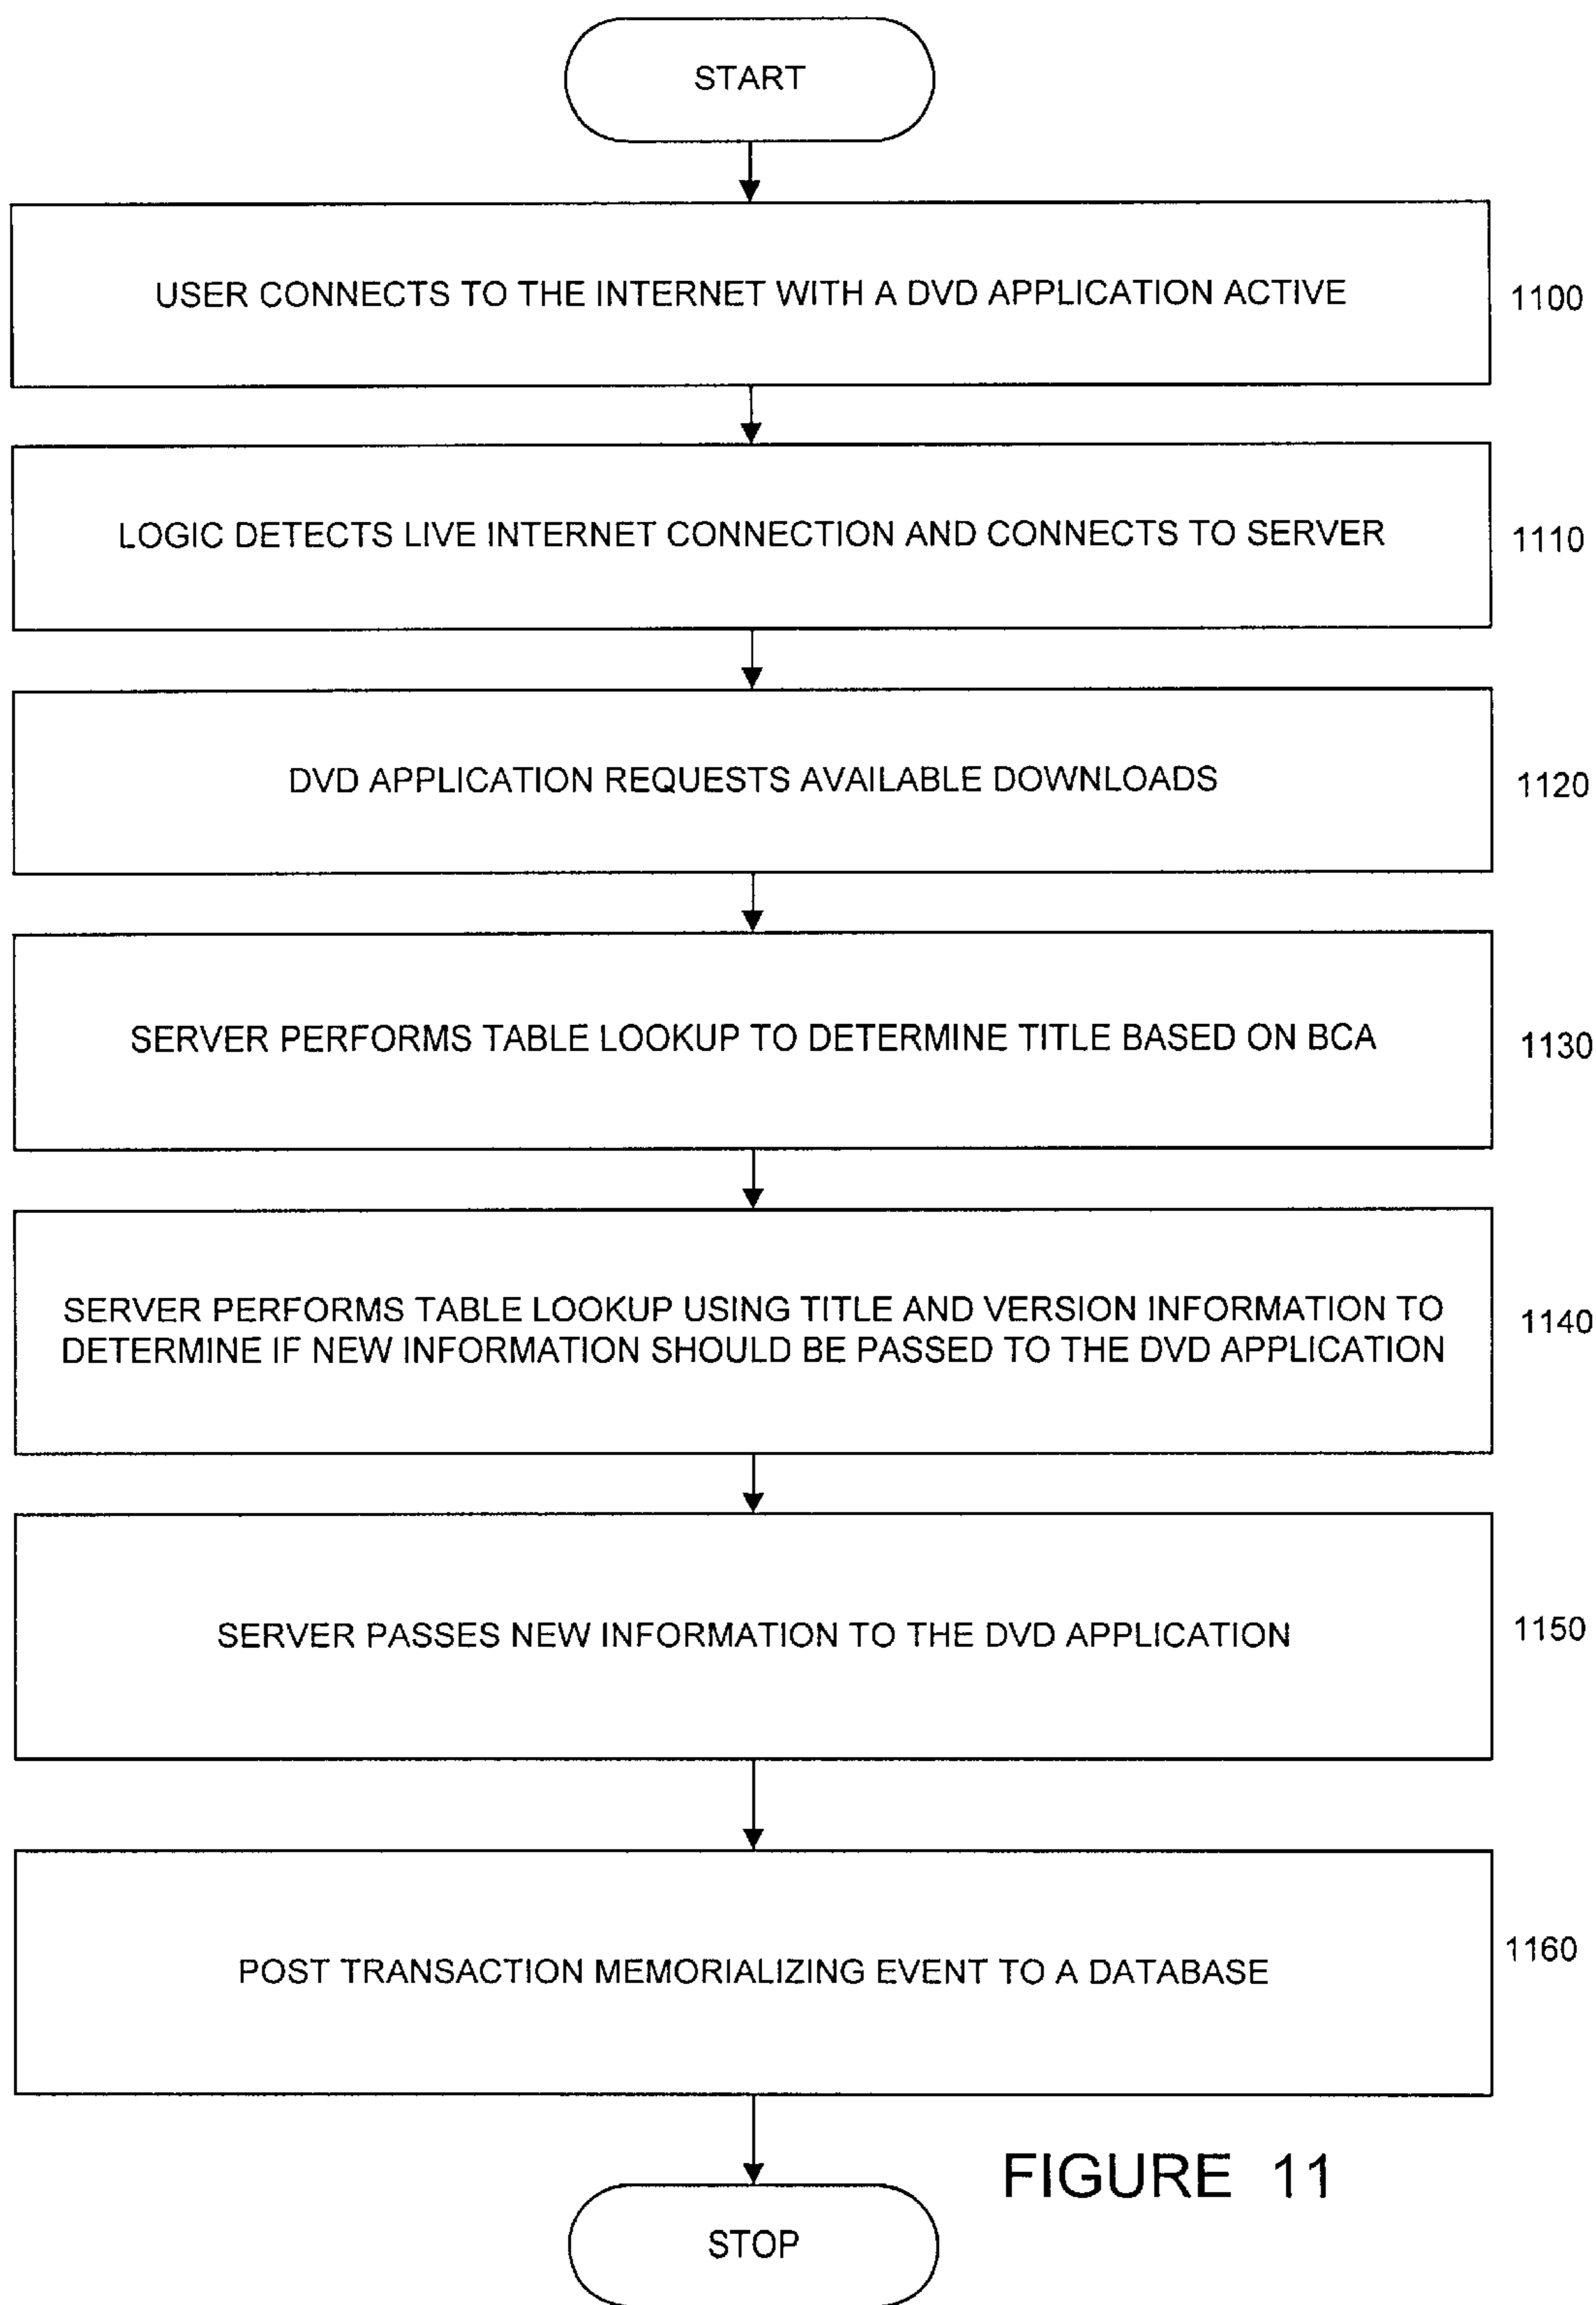 START
USER CONNECTS TO THE INTERNET WITH A DVD APPLICATION ACTIVE
1100
LOGIC DETECTS LIVE INTERNET CONNECTION AND CONNECTS TO SERVER
1110
DVD APPLICATION REQUESTS AVAILABLE DOWNLOADS
1120
SERVER PERFORMS TABLE LOOKUP TO DETERMINE TITLE BASED ON BCA
1130
SERVER PERFORMS TABLE LOOKUP USING TITLE AND VERSION INFORMATION TO
DETERMINE IF NEW INFORMATION SHOULD BE PASSED TO THE DVD APPLICATION
1140
SERVER PASSES NEW INFORMATION TO THE DVD APPLICATION
1150
POST TRANSACTION MEMORIALIZING EVENT TO A DATABASE
1160
FIGURE 11
STOP